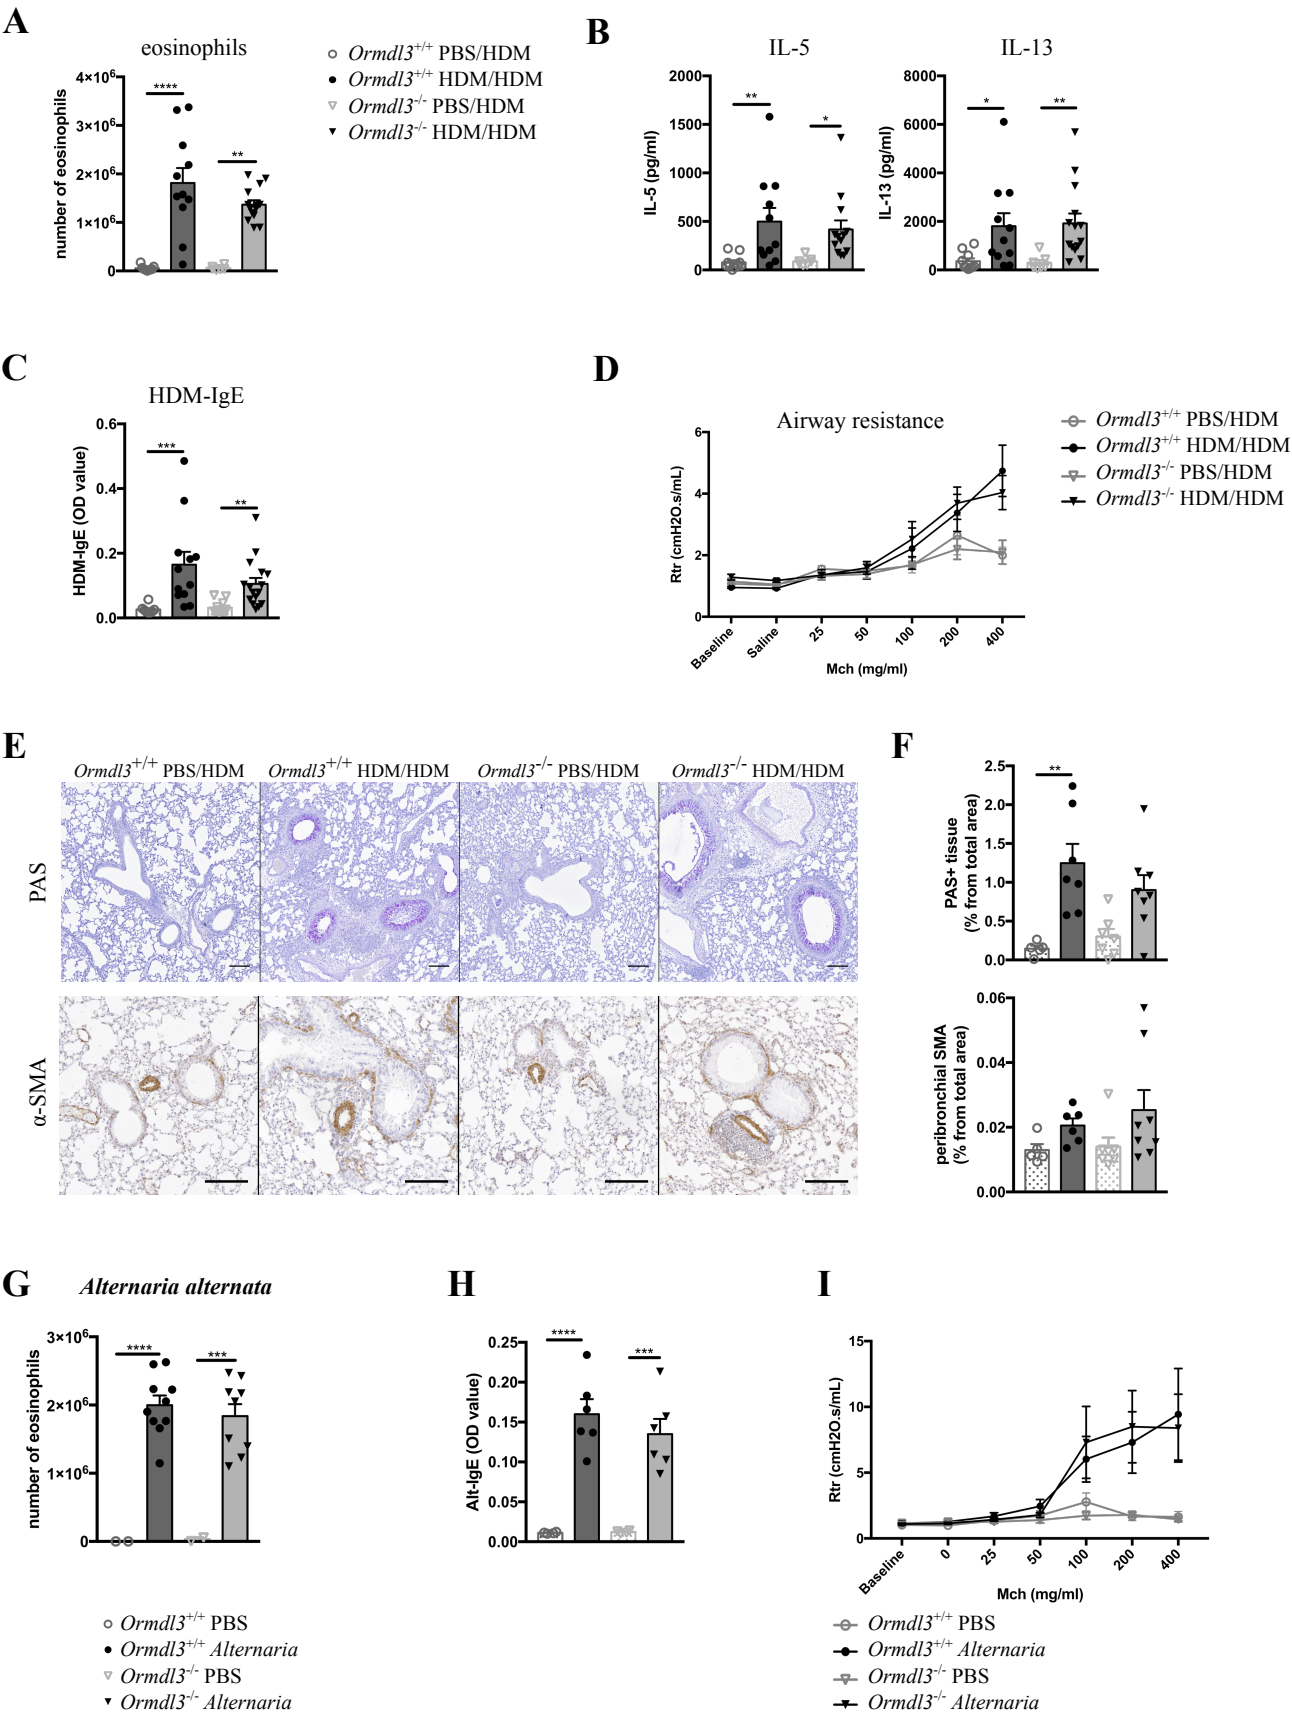 A
eosinophils
number of eosinophils
4×10⁶
3×10⁶
2×10⁶
1×10⁶
0
****
**
Ormdl3+/+ PBS/HDM
Ormdl3+/+ HDM/HDM
Ormdl3-/- PBS/HDM
Ormdl3-/- HDM/HDM
B
IL-5
IL-5 (pg/ml)
2000
1500
1000
500
0
**
*
IL-13
IL-13 (pg/ml)
8000
6000
4000
2000
0
*
**
C
HDM-IgE
HDM-IgE (OD value)
0.6
0.4
0.2
0.0
***
**
D
Airway resistance
Rtr (cmH2O.s/mL)
6
4
2
0
Baseline
Saline
25
50
100
200
400
Mch (mg/ml)
Ormdl3+/+ PBS/HDM
Ormdl3+/+ HDM/HDM
Ormdl3-/- PBS/HDM
Ormdl3-/- HDM/HDM
E
Ormdl3+/+ PBS/HDM
Ormdl3+/+ HDM/HDM
Ormdl3-/- PBS/HDM
Ormdl3-/- HDM/HDM
PAS
α-SMA
F
PAS+ tissue
(% from total area)
2.5
2.0
1.5
1.0
0.5
0.0
**
peribronchial SMA
(% from total area)
0.06
0.04
0.02
0.00
G
Alternaria alternata
number of eosinophils
3×10⁶
2×10⁶
1×10⁶
0
****
***
Ormdl3+/+ PBS
Ormdl3+/+ Alternaria
Ormdl3-/- PBS
Ormdl3-/- Alternaria
H
Alt-IgE (OD value)
0.25
0.20
0.15
0.10
0.05
0.00
****
***
I
Rtr (cmH2O.s/mL)
15
10
5
0
Baseline
0
25
50
100
200
400
Mch (mg/ml)
Ormdl3+/+ PBS
Ormdl3+/+ Alternaria
Ormdl3-/- PBS
Ormdl3-/- Alternaria